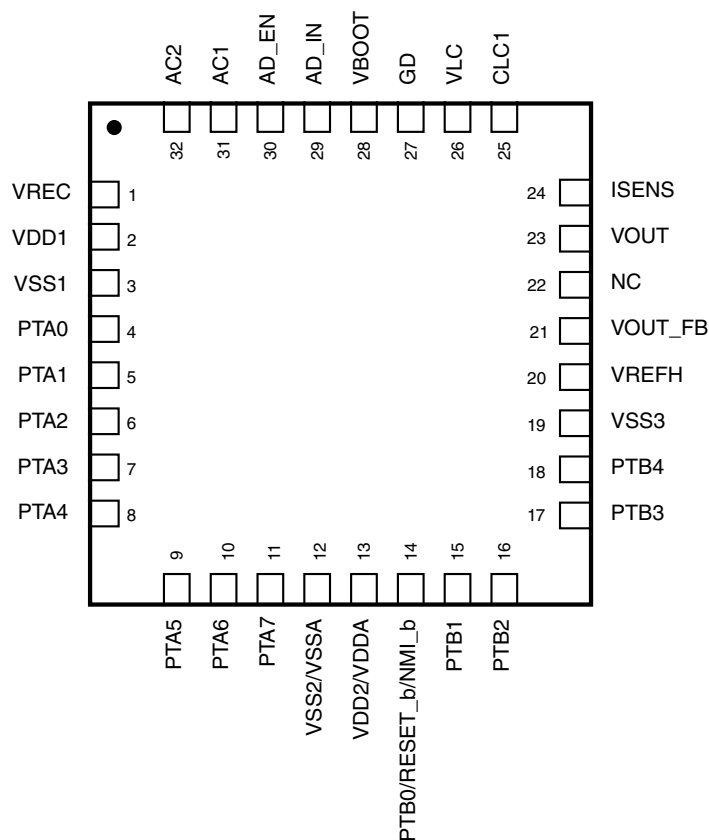 AC2
AC1
AD_EN
AD_IN
VBOOT
GD
VLC
CLC1
32
31
30
29
28
27
26
25
VREC 1
VDD1 2
VSS1 3
PTA0 4
PTA1 5
PTA2 6
PTA3 7
PTA4 8
24 ISENS
23 VOUT
22 NC
21 VOUT_FB
20 VREFH
19 VSS3
18 PTB4
17 PTB3
9
10
11
12
13
14
15
16
PTA5
PTA6
PTA7
VSS2/VSSA
VDD2/VDDA
PTB0/RESET_b/NMI_b
PTB1
PTB2